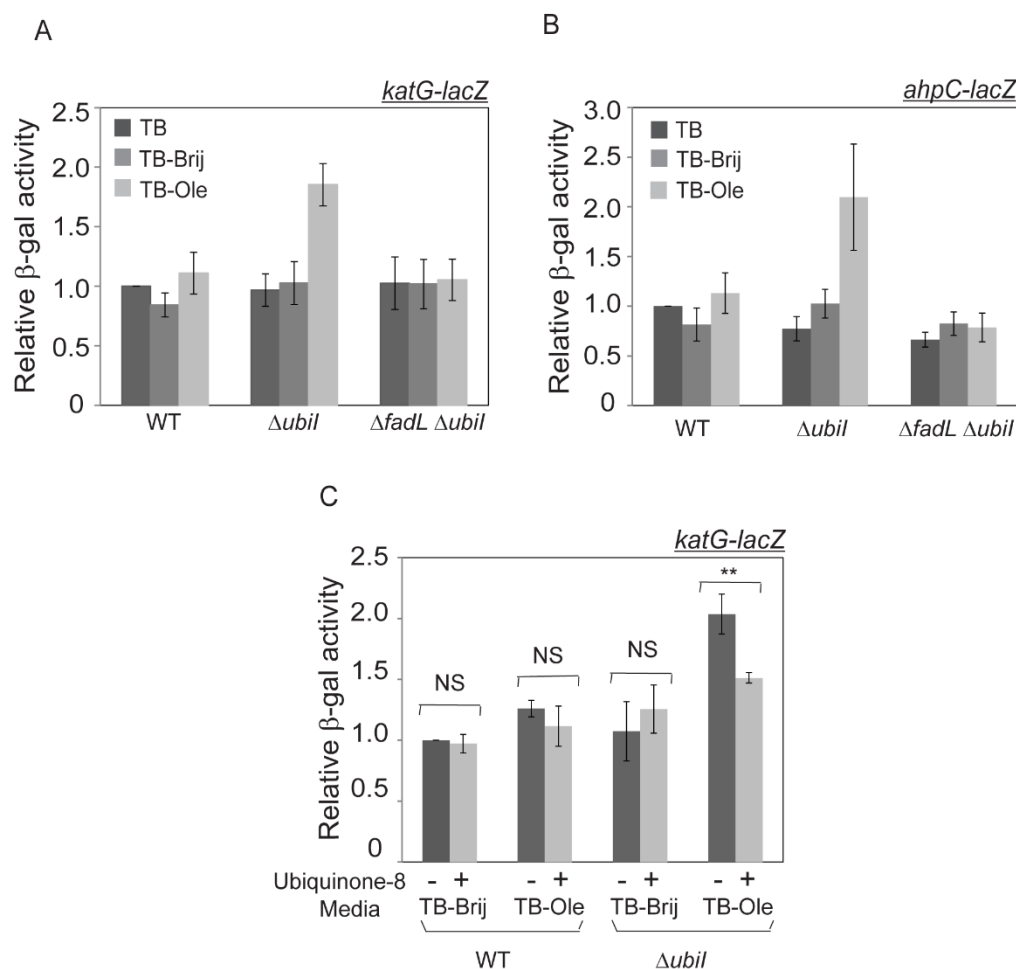 A
katG-lacZ
2.5
2.0
1.5
1.0
0.5
0
Relative β-gal activity
TB
TB-Brij
TB-Ole
WT
ΔubiI
ΔfadL ΔubiI
B
ahpC-lacZ
3.0
2.5
2.0
1.5
1.0
0.5
0
Relative β-gal activity
TB
TB-Brij
TB-Ole
WT
ΔubiI
ΔfadL ΔubiI
C
katG-lacZ
2.5
2.0
1.5
1.0
0.5
0
Relative β-gal activity
NS
NS
NS
**
Ubiquinone-8 - + - + - + - +
Media TB-Brij TB-Ole TB-Brij TB-Ole
WT ΔubiI